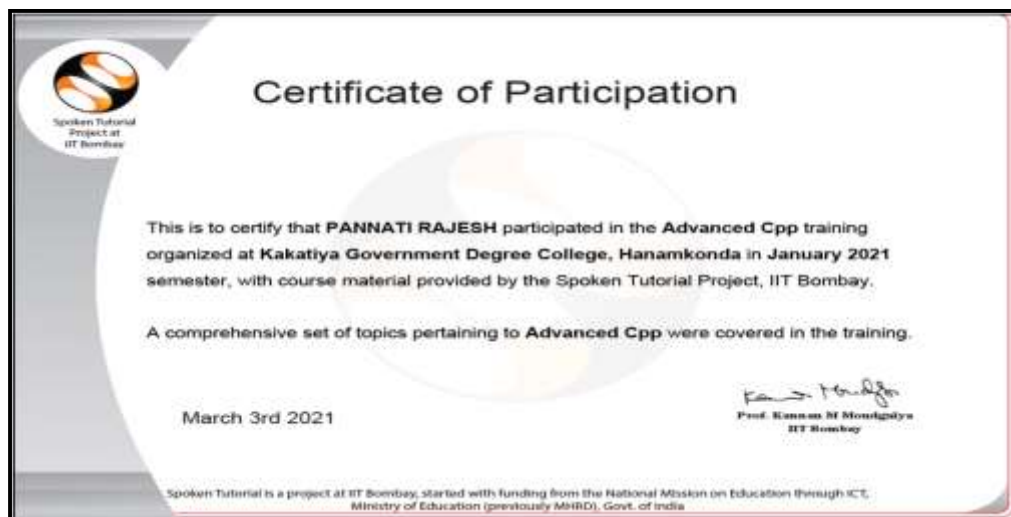 Spoken Tutorial
Project at
IIT Bombay
Certificate of Participation
This is to certify that PANNATI RAJESH participated in the Advanced Cpp training
organized at Kakatiya Government Degree College, Hanamkonda in January 2021
semester, with course material provided by the Spoken Tutorial Project, IIT Bombay.
A comprehensive set of topics pertaining to Advanced Cpp were covered in the training.
March 3rd 2021
Prof. Kannan M Moudgalya
IIT Bombay
Spoken Tutorial is a project at IIT Bombay, started with funding from the National Mission on Education through ICT,
Ministry of Education (previously MHRD), Govt. of India